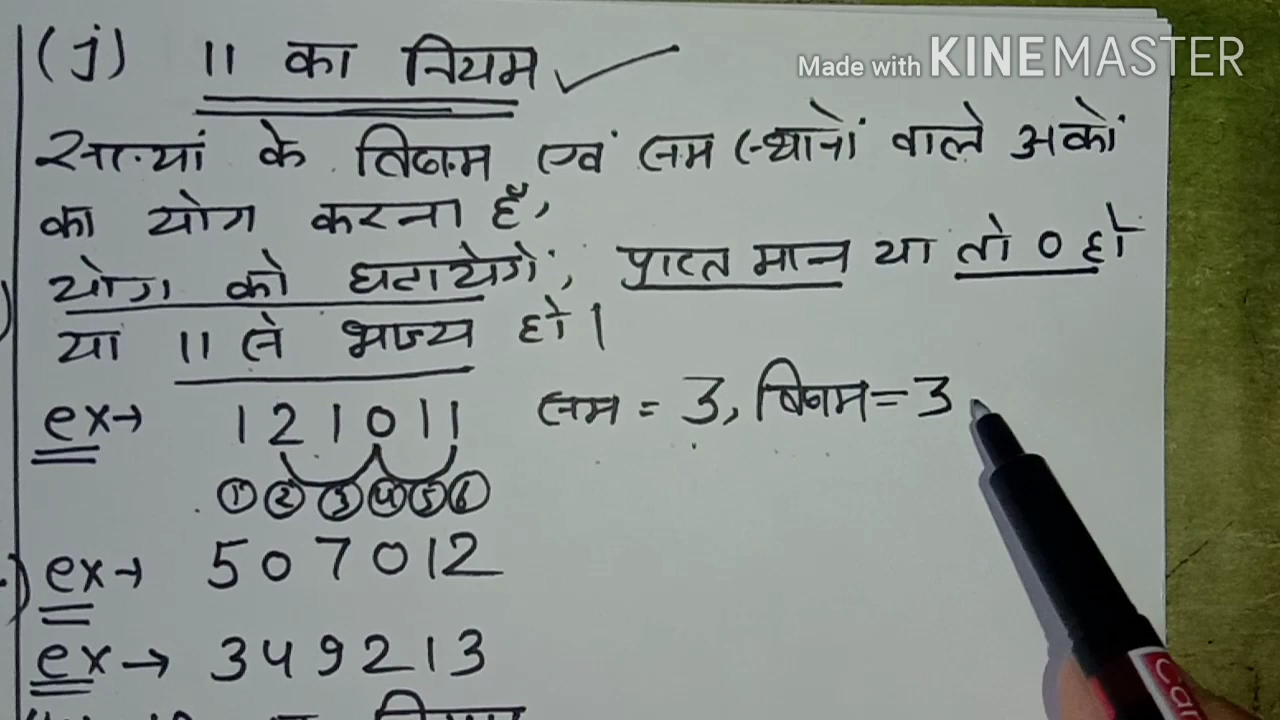 Made with KINEMASTER
(j) 11 का नियम ✓
संख्यां के विषम एवं सम स्थानों वाले अकों
का योग करना है,
योग को घटायेगें, प्राप्त मान या तो 0 हो
या 11 से भाज्य हो।
ex→ 121011 सम = 3, विषम = 3
① ② ③ ④ ⑤ ⑥
ex→ 507012
ex→ 349213